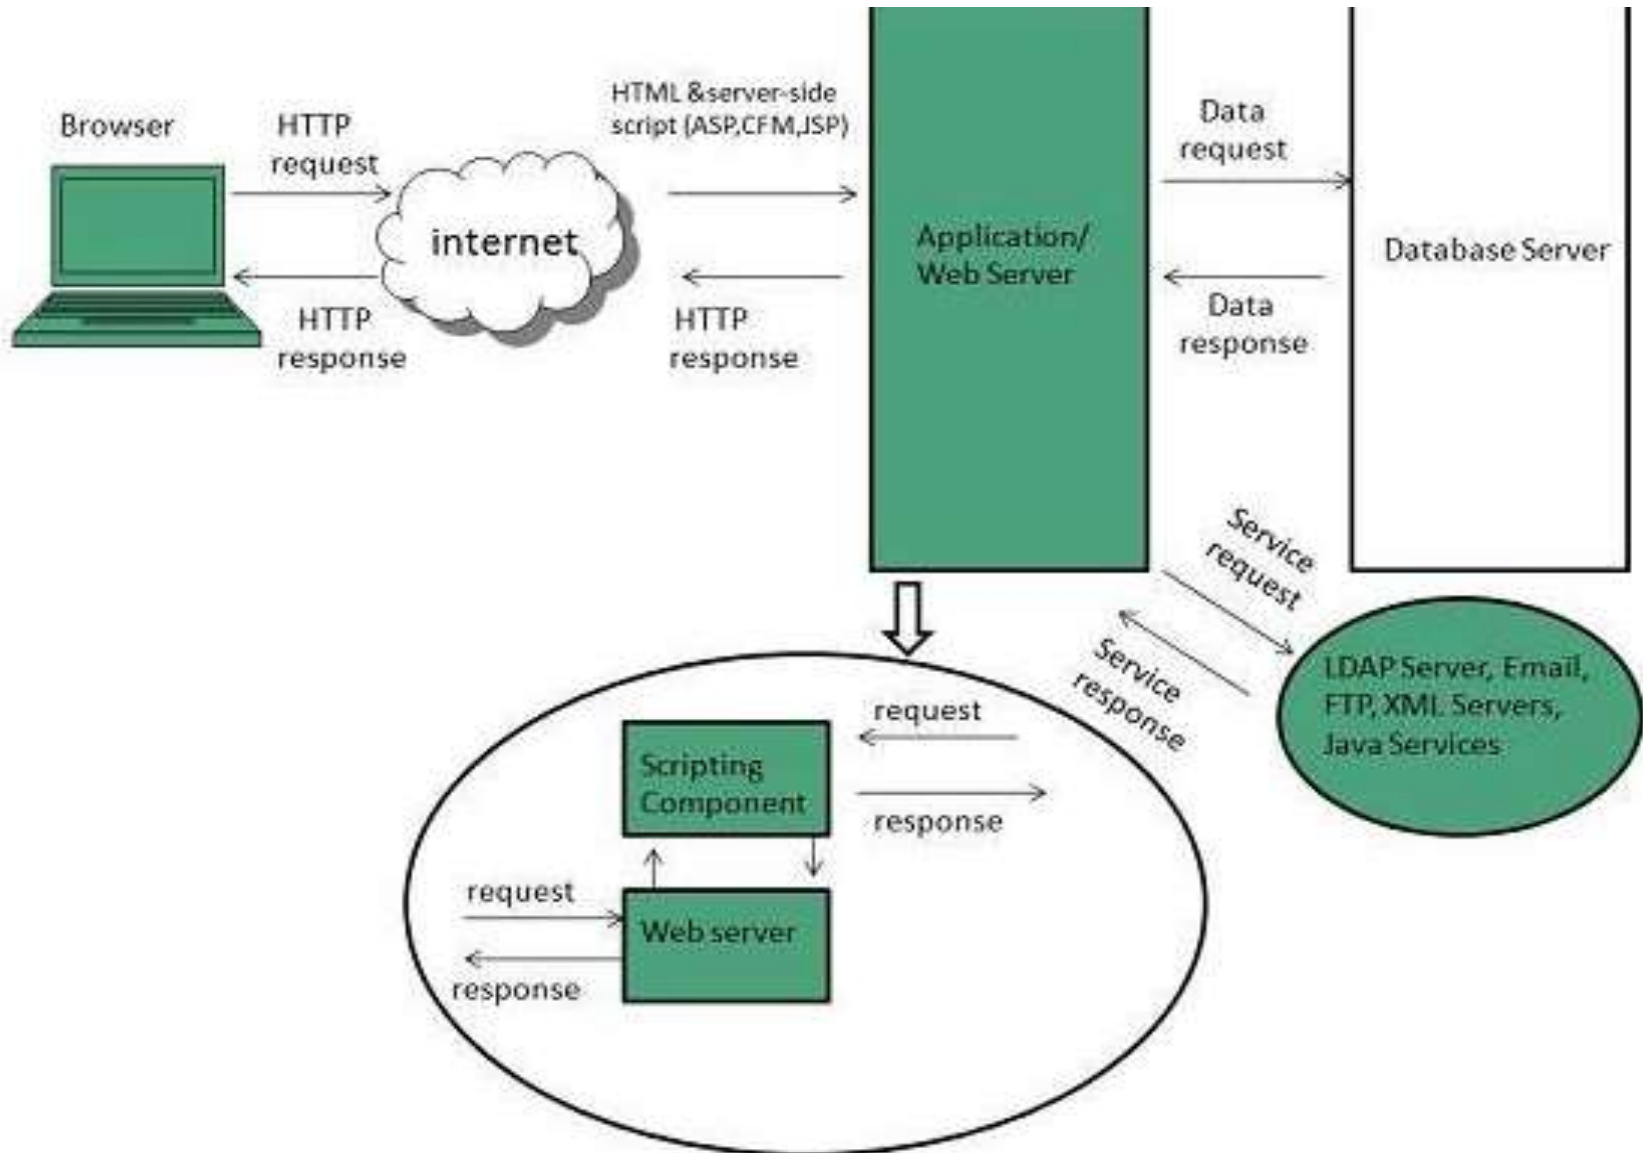 Browser
HTTP
request
HTTP
response
internet
HTML &server-side
script (ASP,CFM,JSP)
HTTP
response
Application/
Web Server
Data
request
Data
response
Database Server
Service
request
Service
response
LDAP Server, Email,
FTP, XML Servers,
Java Services
Scripting
Component
request
response
request
response
Web server